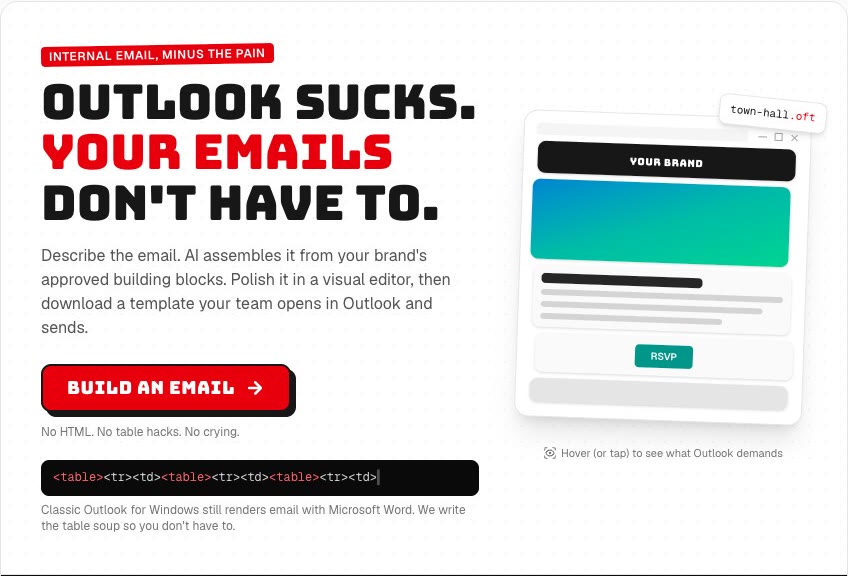 INTERNAL EMAIL, MINUS THE PAIN
OUTLOOK SUCKS.
YOUR EMAILS
DON'T HAVE TO.
Describe the email. AI assembles it from your brand's
approved building blocks. Polish it in a visual editor, then
download a template your team opens in Outlook and
sends.
BUILD AN EMAIL →
No HTML. No table hacks. No crying.
<table><tr><td><table><tr><td><table><tr><td>
Classic Outlook for Windows still renders email with Microsoft Word. We write
the table soup so you don't have to.
town-hall.oft
YOUR BRAND
RSVP
Hover (or tap) to see what Outlook demands